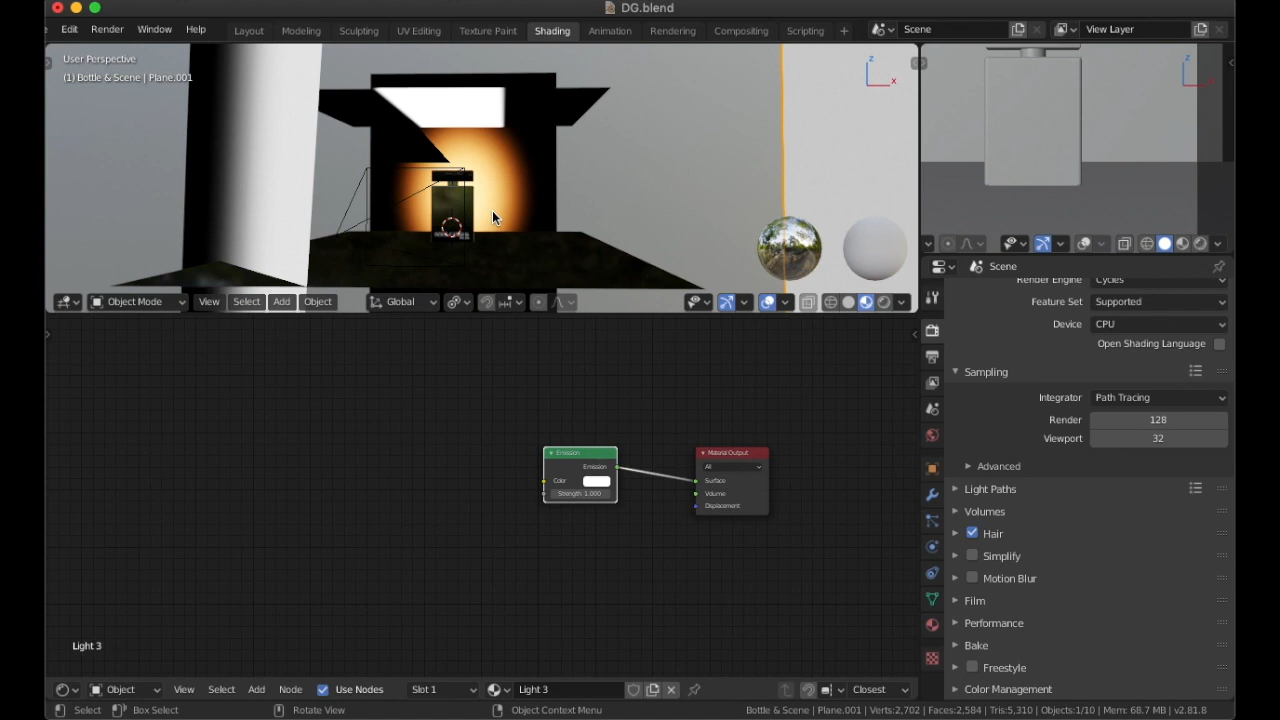 DG.blend
Edit Render Window Help Layout Modeling Sculpting UV Editing Texture Paint Shading Animation Rendering Compositing Scripting + Scene View Layer
User Perspective
(1) Bottle & Scene | Plane.001
z
x
z
Object Mode View Select Add Object Global
Scene
Render Engine Cycles
Feature Set Supported
Device CPU
Open Shading Language
Sampling
Integrator Path Tracing
Render 128
Viewport 32
Advanced
Light Paths
Volumes
Hair
Simplify
Motion Blur
Film
Performance
Bake
Freestyle
Color Management
Emission
Emission
Color
Strength 1.000
Material Output
All
Surface
Volume
Displacement
Light 3
Object View Select Add Node Use Nodes Slot 1 Light 3 Closest
Select Box Select Rotate View Object Context Menu Bottle & Scene | Plane.001 | Verts:2,702 | Faces:2,584 | Tris:5,310 | Objects:1/10 | Mem: 68.7 MB | v2.81.8